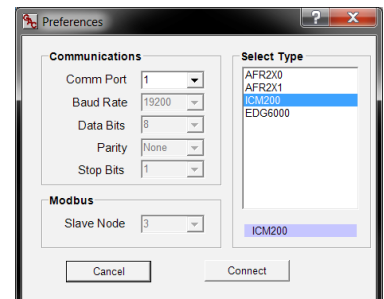 Preferences
Communications
Comm Port 1
Baud Rate 19200
Data Bits 8
Parity None
Stop Bits 1
Modbus
Slave Node 3
Select Type
AFR2X0
AFR2X1
ICM200
EDG6000
ICM200
Cancel
Connect